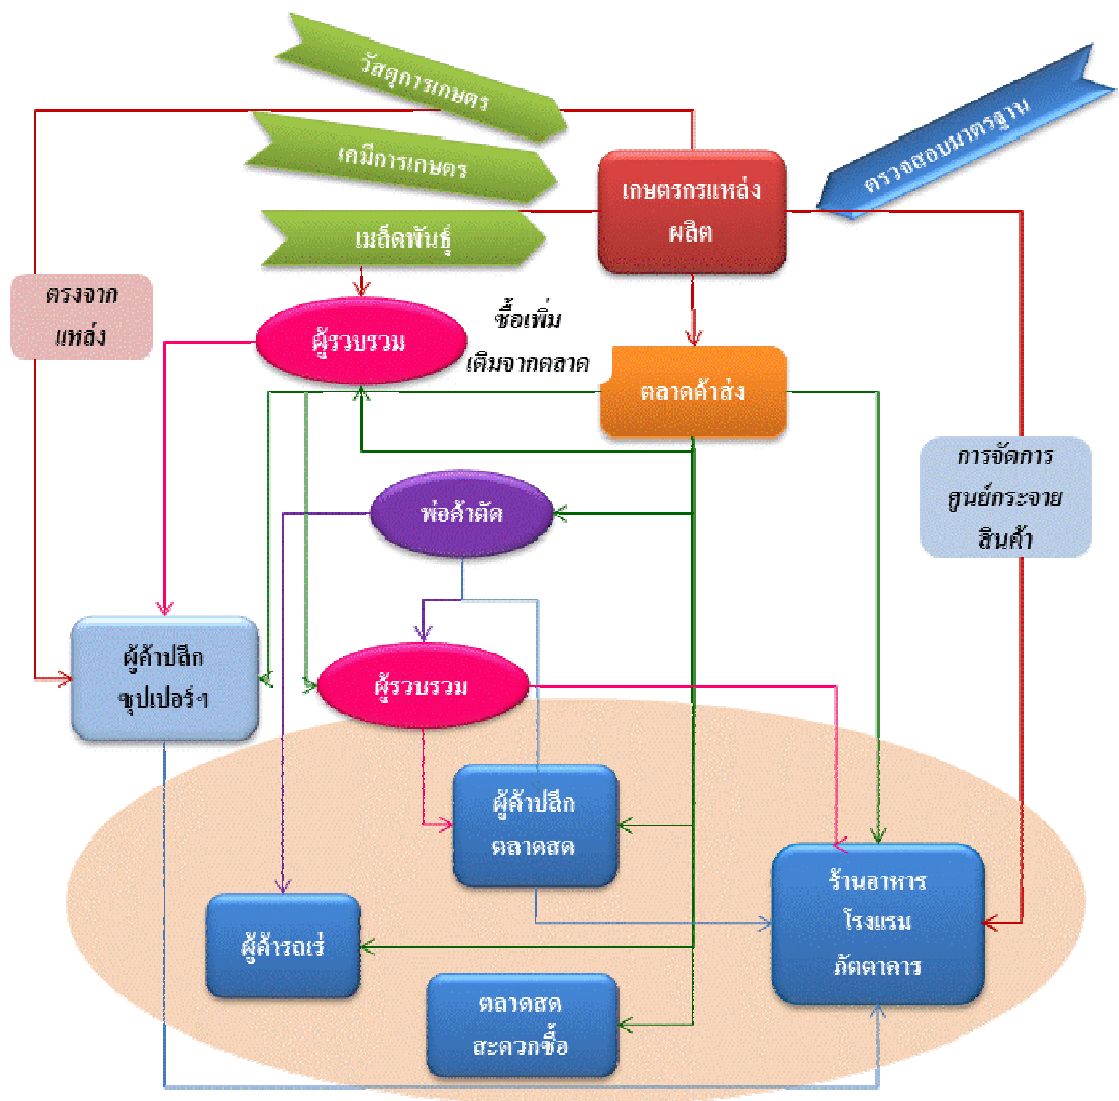 วัสดุการเกษตร
เคมีการเกษตร
เมล็ดพันธุ์
เกษตรกรแหล่ง
ผลิต
ตรวจสอบมาตรฐาน
ตรงจาก
แหล่ง
ผู้รวบรวม
ซื้อเพิ่ม
เติมจากตลาด
ตลาดค้าส่ง
การจัดการ
ศูนย์กระจาย
สินค้า
พ่อค้าตัด
ผู้ค้าปลีก
ซุปเปอร์ฯ
ผู้รวบรวม
ผู้ค้าปลีก
ตลาดสด
ร้านอาหาร
โรงแรม
ภัตตาคาร
ผู้ค้ารถเร่
ตลาดสด
สะดวกซื้อ